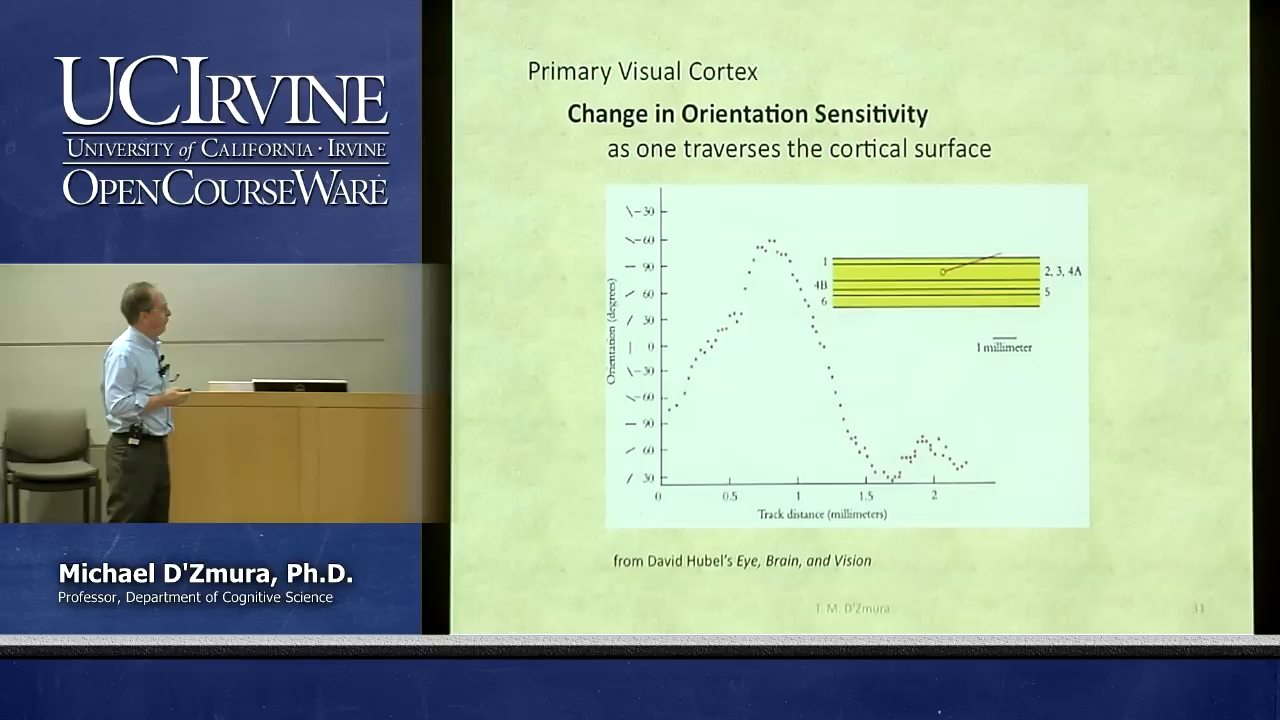 UCIRVINE
UNIVERSITY of CALIFORNIA · IRVINE
OPENCOURSEWARE
Primary Visual Cortex
Change in Orientation Sensitivity
as one traverses the cortical surface
Orientation (degrees)
\– 30
\– 60
— 90
/ 60
/ 30
| 0
\ –30
\ –60
— 90
/ 60
/ 30
0 0.5 1 1.5 2
Track distance (millimeters)
1
4B
6
2, 3, 4A
5
1 millimeter
from David Hubel's Eye, Brain, and Vision
T. M. D'Zmura
31
Michael D'Zmura, Ph.D.
Professor, Department of Cognitive Science